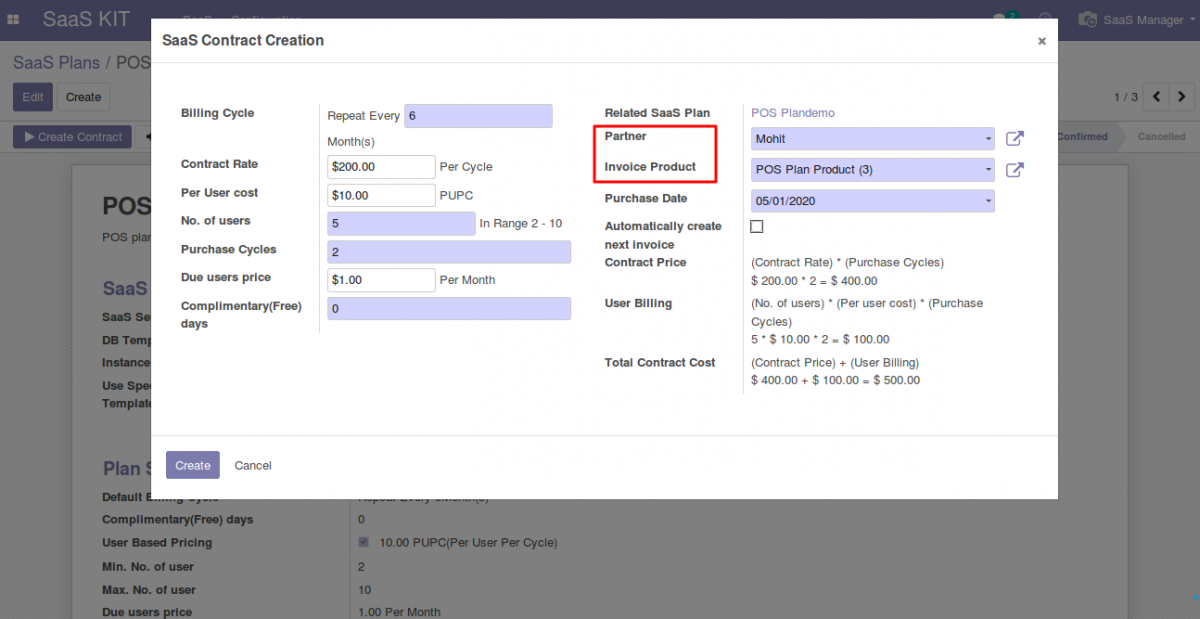 SaaS KIT
SaaS Configuration
2
SaaS Manager
SaaS Plans / POS
Edit
Create
1 / 3
Create Contract
Confirmed
Cancelled
SaaS Contract Creation
×
Billing Cycle
Repeat Every 6
Month(s)
Contract Rate
$200.00 Per Cycle
Per User cost
$10.00 PUPC
No. of users
5 In Range 2 - 10
Purchase Cycles
2
Due users price
$1.00 Per Month
Complimentary(Free)
days
0
Related SaaS Plan
POS Plandemo
Partner
Mohit
Invoice Product
POS Plan Product (3)
Purchase Date
05/01/2020
Automatically create
next invoice
Contract Price
(Contract Rate) * (Purchase Cycles)
$ 200.00 * 2 = $ 400.00
User Billing
(No. of users) * (Per user cost) * (Purchase
Cycles)
5 * $ 10.00 * 2 = $ 100.00
Total Contract Cost
(Contract Price) + (User Billing)
$ 400.00 + $ 100.00 = $ 500.00
Create
Cancel
POS
POS plan
SaaS
SaaS Se
DB Temp
Instance
Use Spe
Template
Plan S
Default Billing Cycle
Repeat Every 6Month(s)
Complimentary(Free) days
0
User Based Pricing
10.00 PUPC(Per User Per Cycle)
Min. No. of user
2
Max. No. of user
10
Due users price
1.00 Per Month